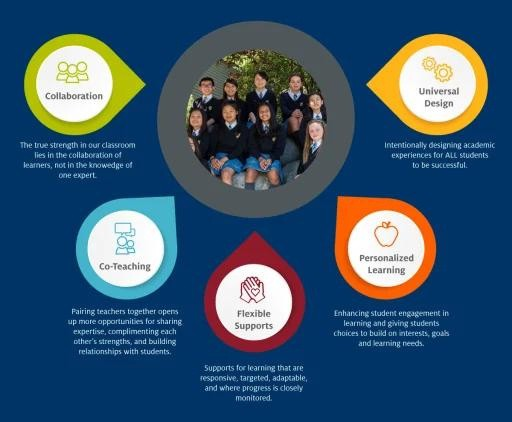 Collaboration
The true strength in our classroom
lies in the collaboration of
learners, not in the knowedge of
one expert.
Universal
Design
Intentionally designing academic
experiences for ALL students
to be successful.
Co-Teaching
Pairing teachers together opens
up more opportunities for sharing
expertise, complimenting each
other's strengths, and building
relationships with students.
Flexible
Supports
Supports for learning that are
responsive, targeted, adaptable,
and where progress is closely
monitored.
Personalized
Learning
Enhancing student engagement in
learning and giving students
choices to build on interests, goals
and learning needs.